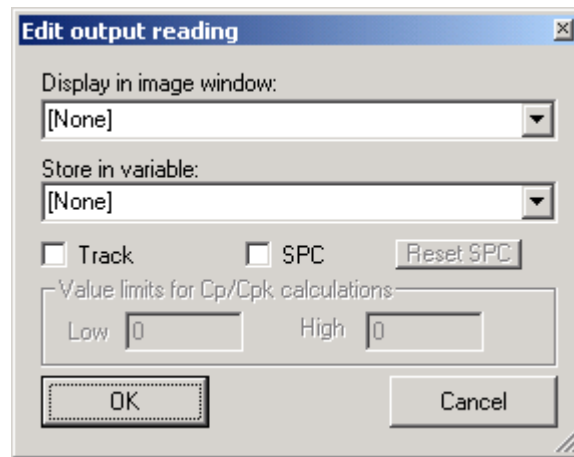 Edit output reading
Display in image window:
[None]
Store in variable:
[None]
Track SPC Reset SPC
Value limits for Cp/Cpk calculations
Low 0 High 0
OK Cancel